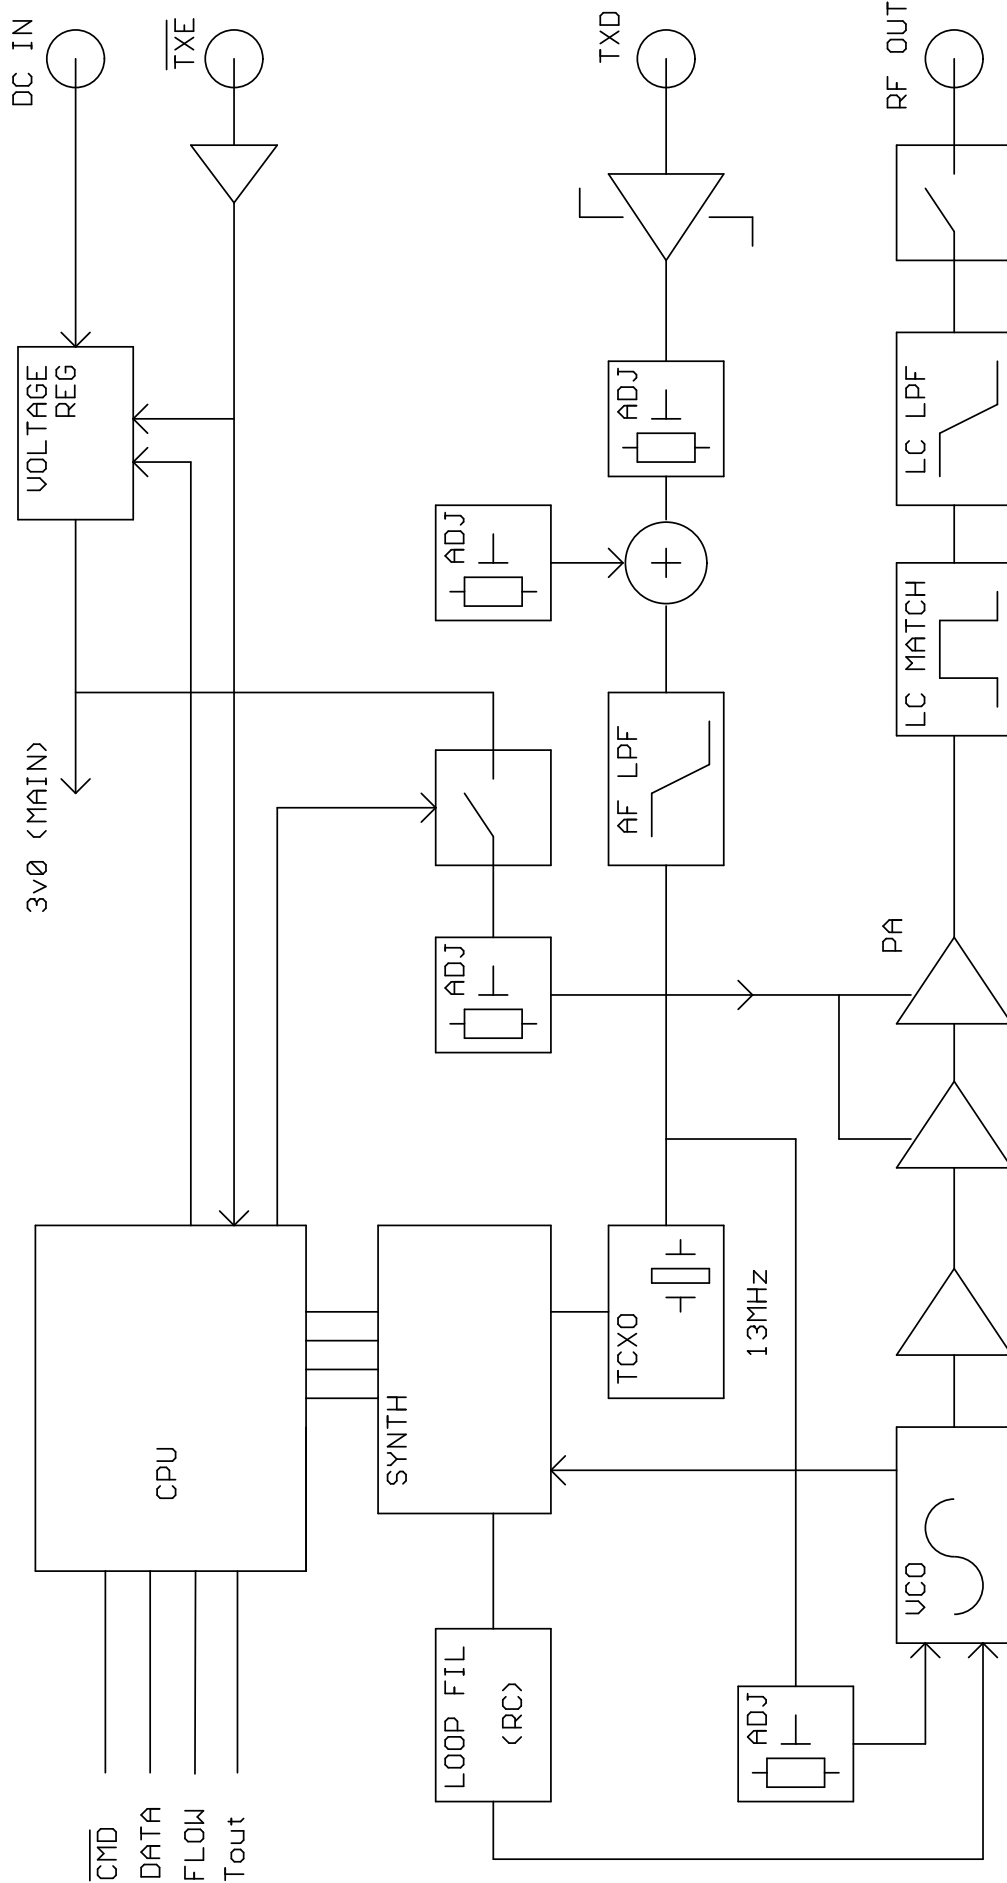 DC IN
TXE
TXD
RF OUT
VOLTAGE
REG
ADJ
LC LPF
ADJ
LC MATCH
3v0 (MAIN)
AF LPF
ADJ
PA
CPU
SYNTH
TCXO
13MHz
VCO
LOOP FIL
(RC)
ADJ
CMD
DATA
FLOW
Tout